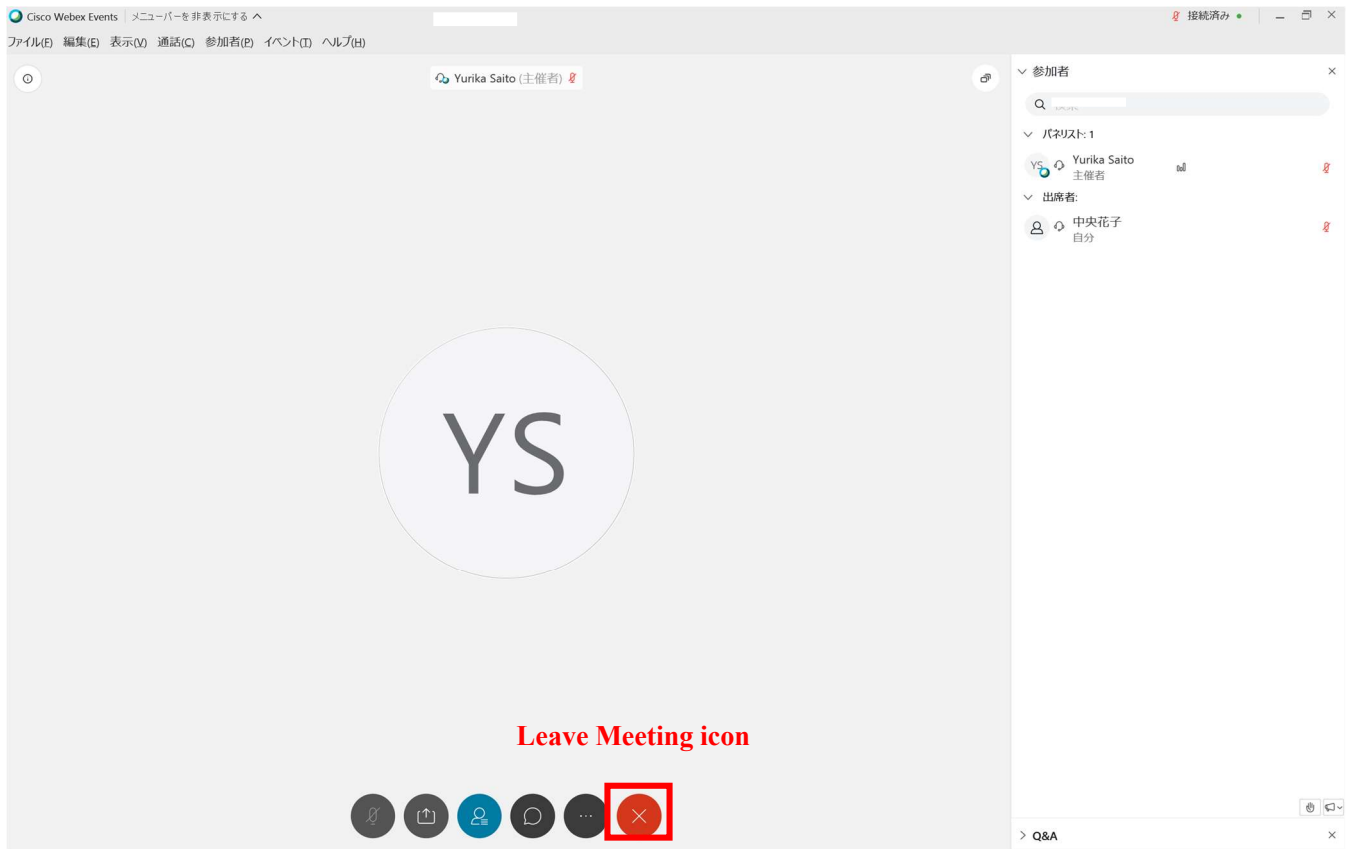 Cisco Webex Events メニューバーを非表示にする
接続済み
ファイル(F) 編集(E) 表示(V) 通話(C) 参加者(P) イベント(T) ヘルプ(H)
Yurika Saito (主催者)
参加者
パネリスト: 1
YS Yurika Saito
主催者
出席者:
中央花子
自分
YS
Leave Meeting icon
Q&A